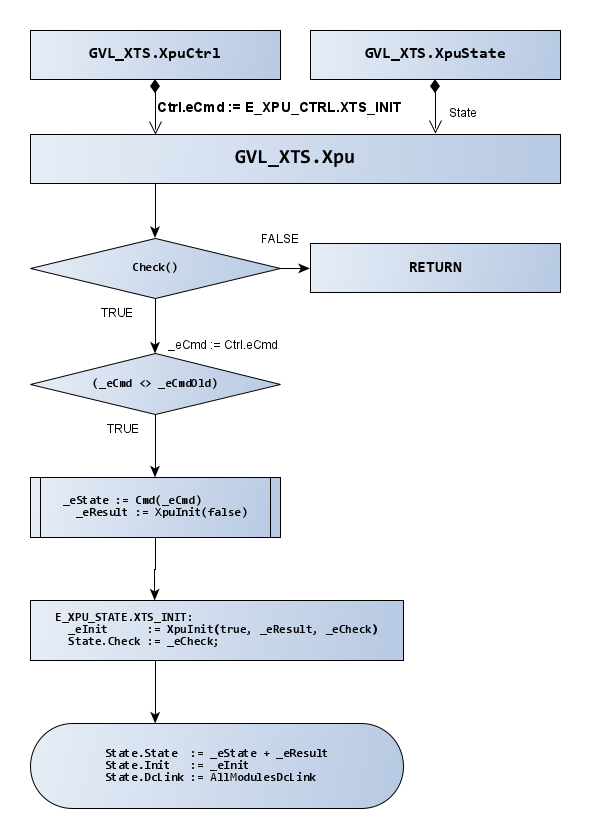 GVL_XTS.XpuCtrl
GVL_XTS.XpuState
Ctrl.eCmd := E_XPU_CTRL.XTS_INIT
State
GVL_XTS.Xpu
FALSE
Check()
RETURN
TRUE
_eCmd := Ctrl.eCmd
(_eCmd <> _eCmdOld)
TRUE
_eState := Cmd(_eCmd)
_eResult := XpuInit(false)
E_XPU_STATE.XTS_INIT:
_eInit := XpuInit(true, _eResult, _eCheck)
State.Check := _eCheck;
State.State := _eState + _eResult
State.Init := _eInit
State.DcLink := AllModulesDcLink